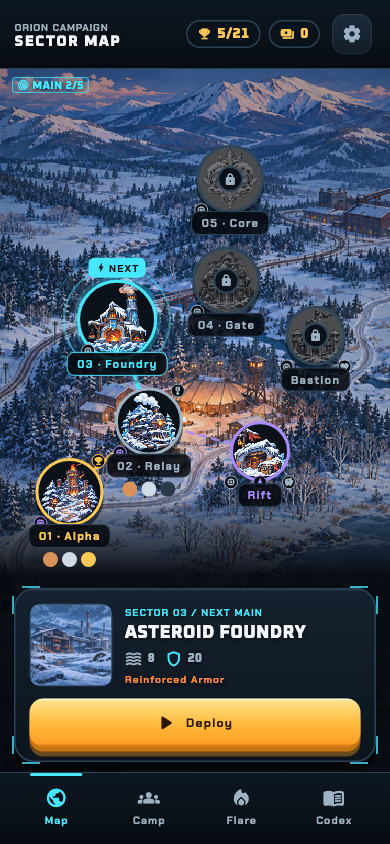 ORION CAMPAIGN
SECTOR MAP
5/21
0
MAIN 2/5
05 · Core
NEXT
04 · Gate
03 · Foundry
Bastion
02 · Relay
Rift
01 · Alpha
SECTOR 03 / NEXT MAIN
ASTEROID FOUNDRY
8
20
Reinforced Armor
Deploy
Map
Camp
Flare
Codex